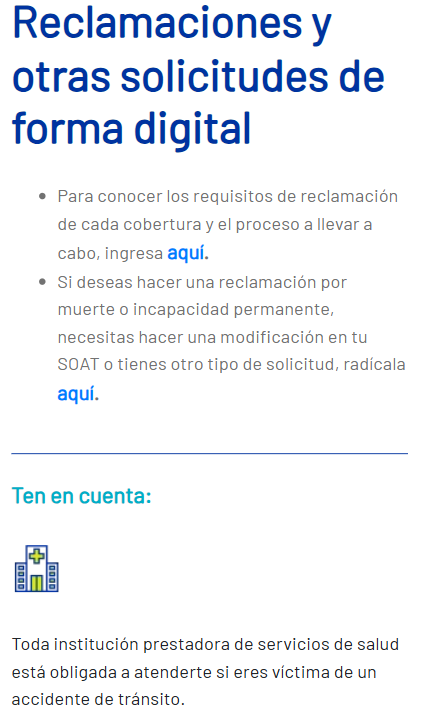 Reclamaciones y
otras solicitudes de
forma digital
• Para conocer los requisitos de reclamación
de cada cobertura y el proceso a llevar a
cabo, ingresa aquí.
• Si deseas hacer una reclamación por
muerte o incapacidad permanente,
necesitas hacer una modificación en tu
SOAT o tienes otro tipo de solicitud, radícala
aquí.
Ten en cuenta:
Toda institución prestadora de servicios de salud
está obligada a atenderte si eres víctima de un
accidente de tránsito.